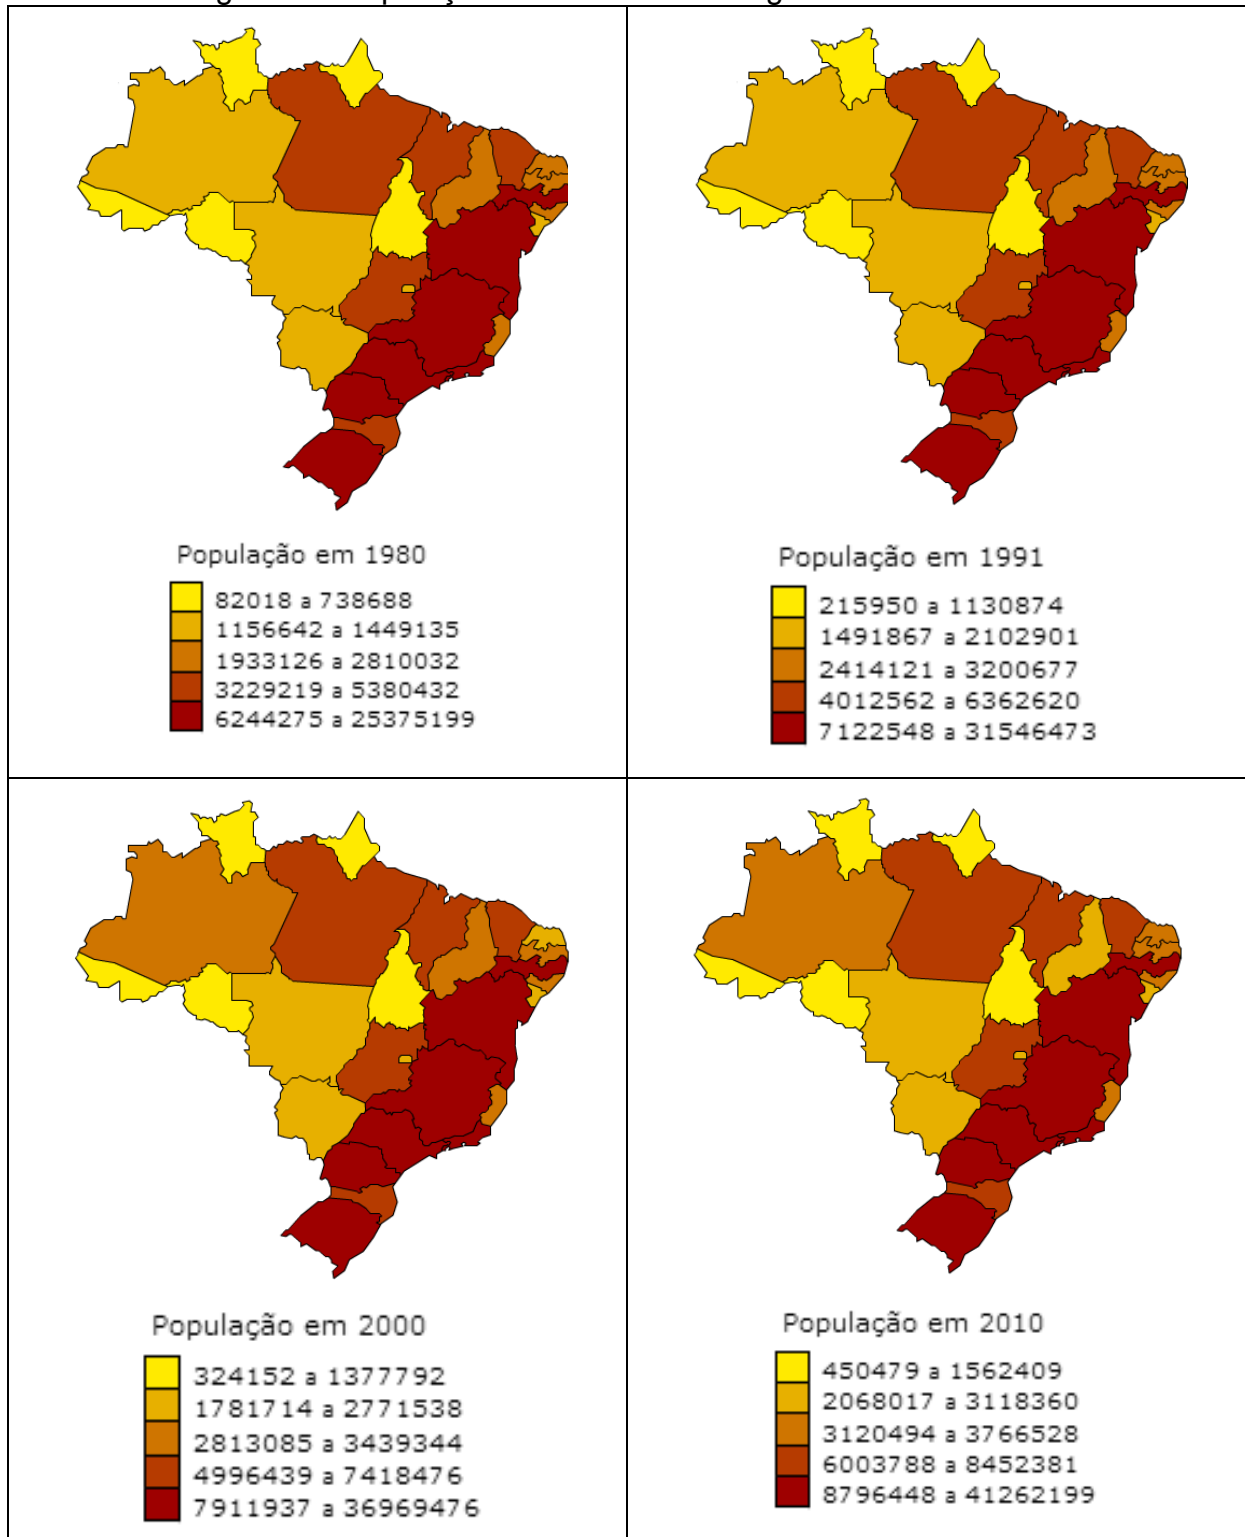 População em 1980
82018 a 738688
1156642 a 1449135
1933126 a 2810032
3229219 a 5380432
6244275 a 25375199
População em 1991
215950 a 1130874
1491867 a 2102901
2414121 a 3200677
4012562 a 6362620
7122548 a 31546473
População em 2000
324152 a 1377792
1781714 a 2771538
2813085 a 3439344
4996439 a 7418476
7911937 a 36969476
População em 2010
450479 a 1562409
2068017 a 3118360
3120494 a 3766528
6003788 a 8452381
8796448 a 41262199